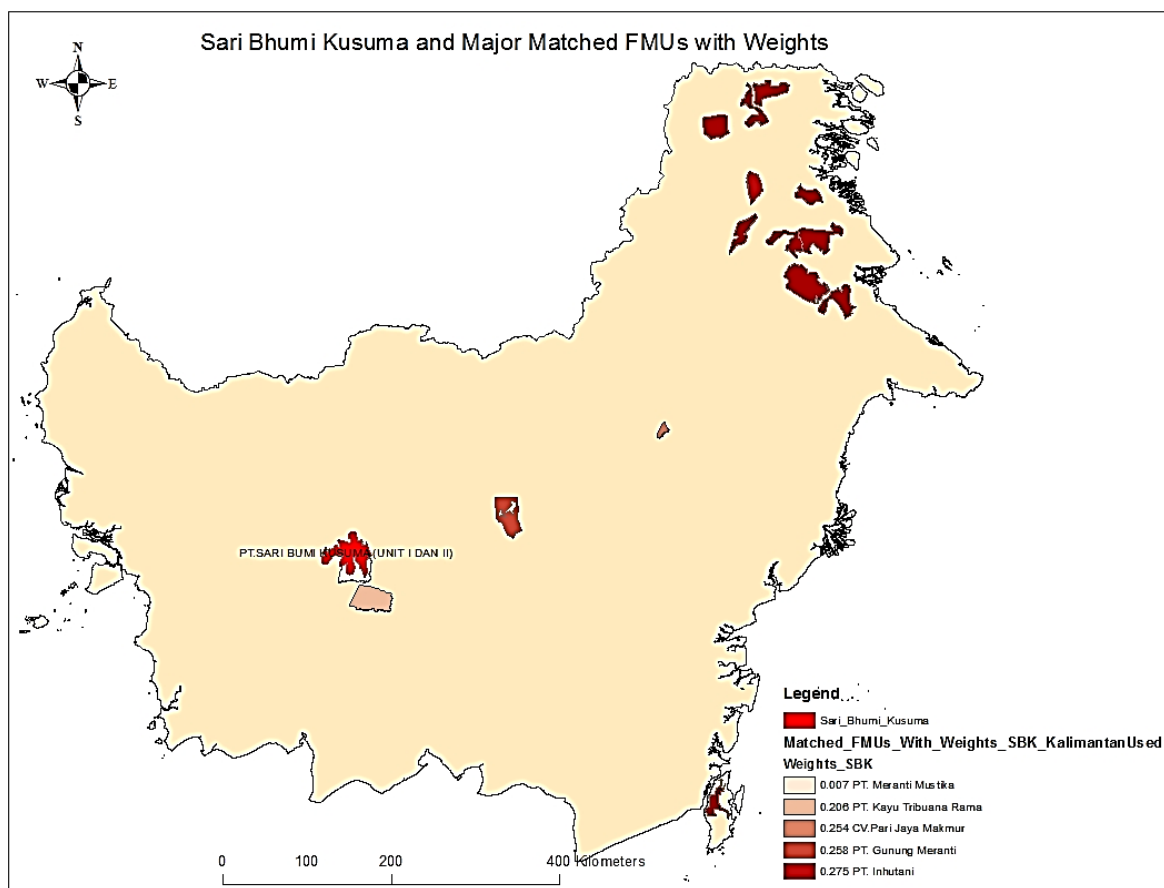 Sari Bhumi Kusuma and Major Matched FMUs with Weights
N
W E
S
PT.SARI BUMI KUSUMA (UNIT I DAN II)
Legend
Sari_Bhumi_Kusuma
Matched_FMUs_With_Weights_SBK_KalimantanUsed
Weights_SBK
0.007 PT. Meranti Mustika
0.206 PT. Kayu Tribuana Rama
0.254 CV.Pari Jaya Makmur
0.258 PT. Gunung Meranti
0.275 PT. Inhutani
0 100 200 400 Kilometers